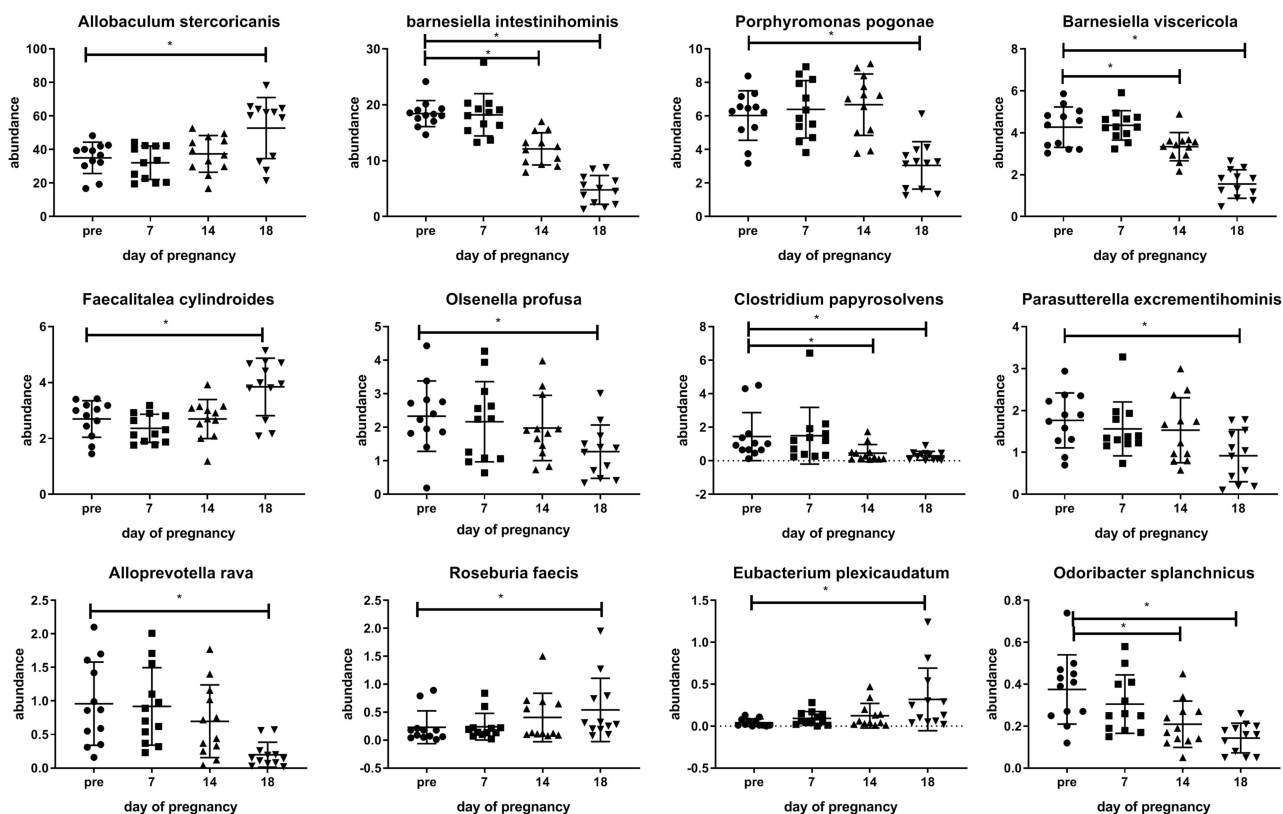 Allobaculum stercoricanis
*
100
80
60
40
20
0
abundance
pre 7 14 18
day of pregnancy
barnesiella intestinihominis
*
*
30
20
10
0
abundance
pre 7 14 18
day of pregnancy
Porphyromonas pogonae
*
10
8
6
4
2
0
abundance
pre 7 14 18
day of pregnancy
Barnesiella viscericola
*
*
8
6
4
2
0
abundance
pre 7 14 18
day of pregnancy
Faecalitalea cylindroides
*
6
4
2
0
abundance
pre 7 14 18
day of pregnancy
Olsenella profusa
*
5
4
3
2
1
0
abundance
pre 7 14 18
day of pregnancy
Clostridium papyrosolvens
*
*
8
6
4
2
0
-2
abundance
pre 7 14 18
day of pregnancy
Parasutterella excrementihominis
*
4
3
2
1
0
abundance
pre 7 14 18
day of pregnancy
Alloprevotella rava
*
2.5
2.0
1.5
1.0
0.5
0.0
abundance
pre 7 14 18
day of pregnancy
Roseburia faecis
*
2.5
2.0
1.5
1.0
0.5
0.0
-0.5
abundance
pre 7 14 18
day of pregnancy
Eubacterium plexicaudatum
*
1.5
1.0
0.5
0.0
-0.5
abundance
pre 7 14 18
day of pregnancy
Odoribacter splanchnicus
*
*
0.8
0.6
0.4
0.2
0.0
abundance
pre 7 14 18
day of pregnancy